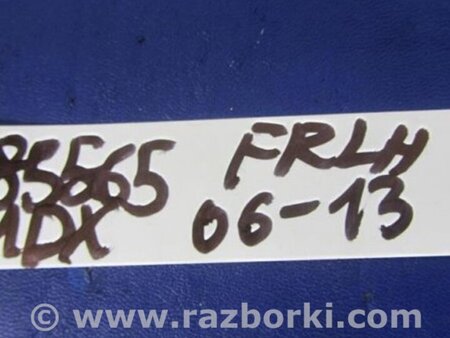 85565 FRLH
MDX 06-13
© www.razborki.com